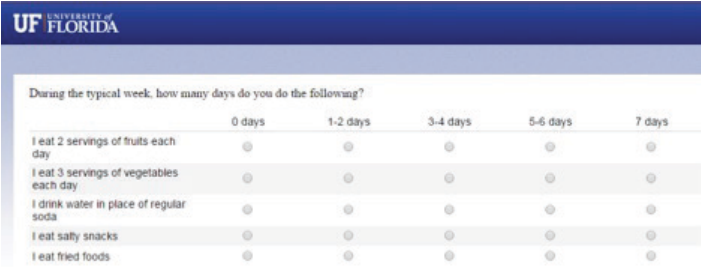 UF UNIVERSITY of
FLORIDA
During the typical week, how many days do you do the following?
0 days 1-2 days 3-4 days 5-6 days 7 days
I eat 2 servings of fruits each
day
I eat 3 servings of vegetables
each day
I drink water in place of regular
soda
I eat salty snacks
I eat fried foods